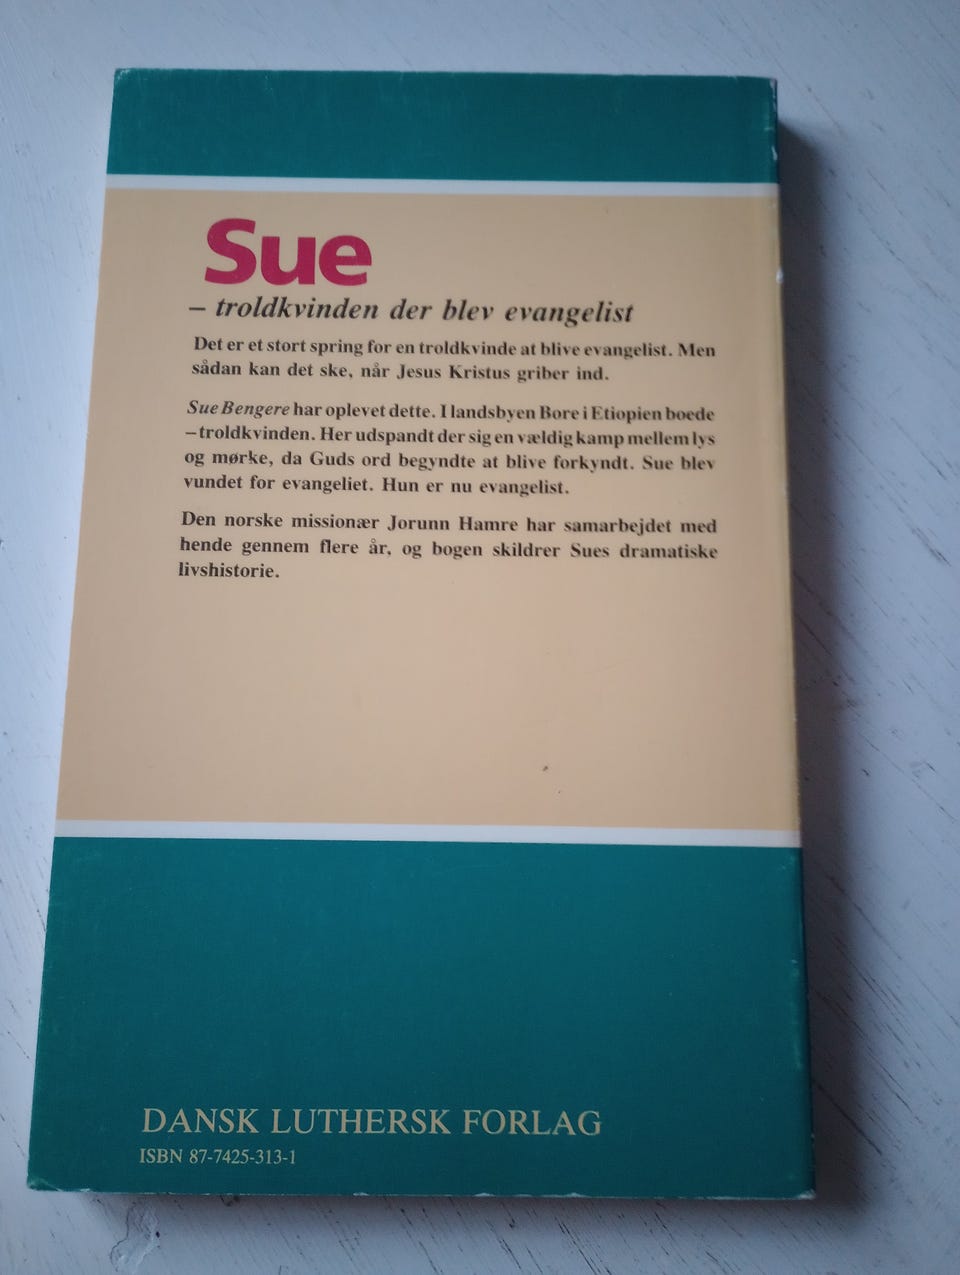 Sue
– troldkvinden der blev evangelist
Det er et stort spring for en troldkvinde at blive evangelist. Men
sådan kan det ske, når Jesus Kristus griber ind.
Sue Bengere har oplevet dette. I landsbyen Bore i Etiopien boede
–troldkvinden. Her udspandt der sig en vældig kamp mellem lys
og mørke, da Guds ord begyndte at blive forkyndt. Sue blev
vundet for evangeliet. Hun er nu evangelist.
Den norske missionær Jorunn Hamre har samarbejdet med
hende gennem flere år, og bogen skildrer Sues dramatiske
livshistorie.
DANSK LUTHERSK FORLAG
ISBN 87-7425-313-1